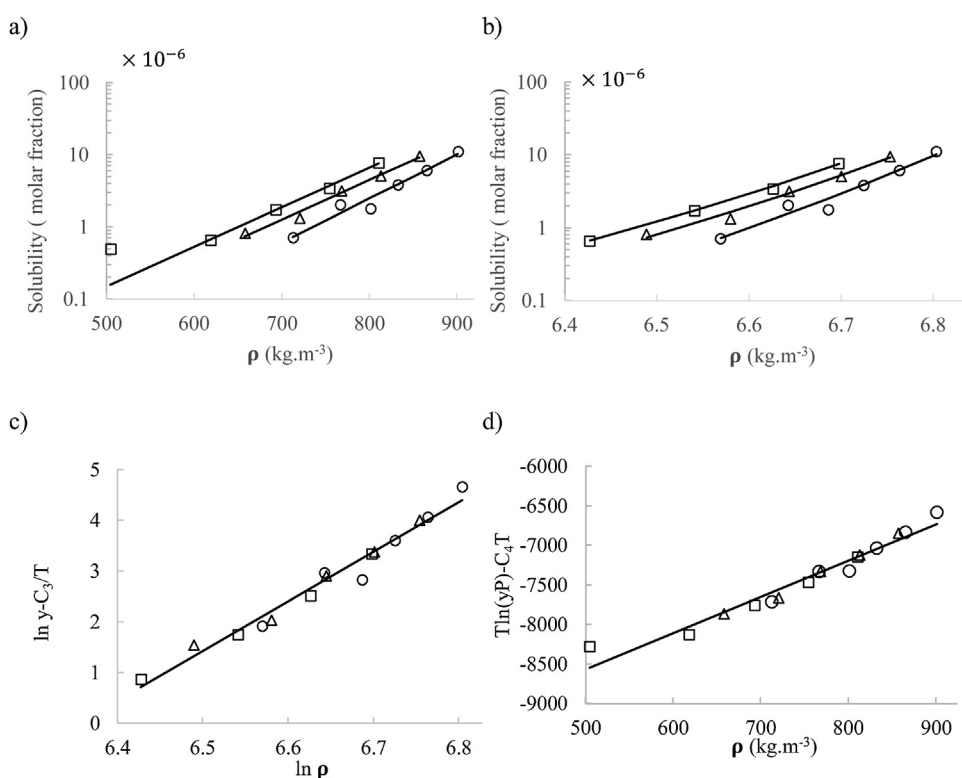 a)
× 10⁻⁶
Solubility ( molar fraction)
100
10
1
0.1
500 600 700 800 900
ρ (kg.m⁻³)
b)
× 10⁻⁶
Solubility ( molar fraction)
100
10
1
0.1
6.4 6.5 6.6 6.7 6.8
ρ (kg.m⁻³)
c)
ln y-C₃/T
5
4
3
2
1
0
6.4 6.5 6.6 6.7 6.8
ln ρ
d)
Tln(yP)-C₄T
-6000
-6500
-7000
-7500
-8000
-8500
-9000
500 600 700 800 900
ρ (kg.m⁻³)